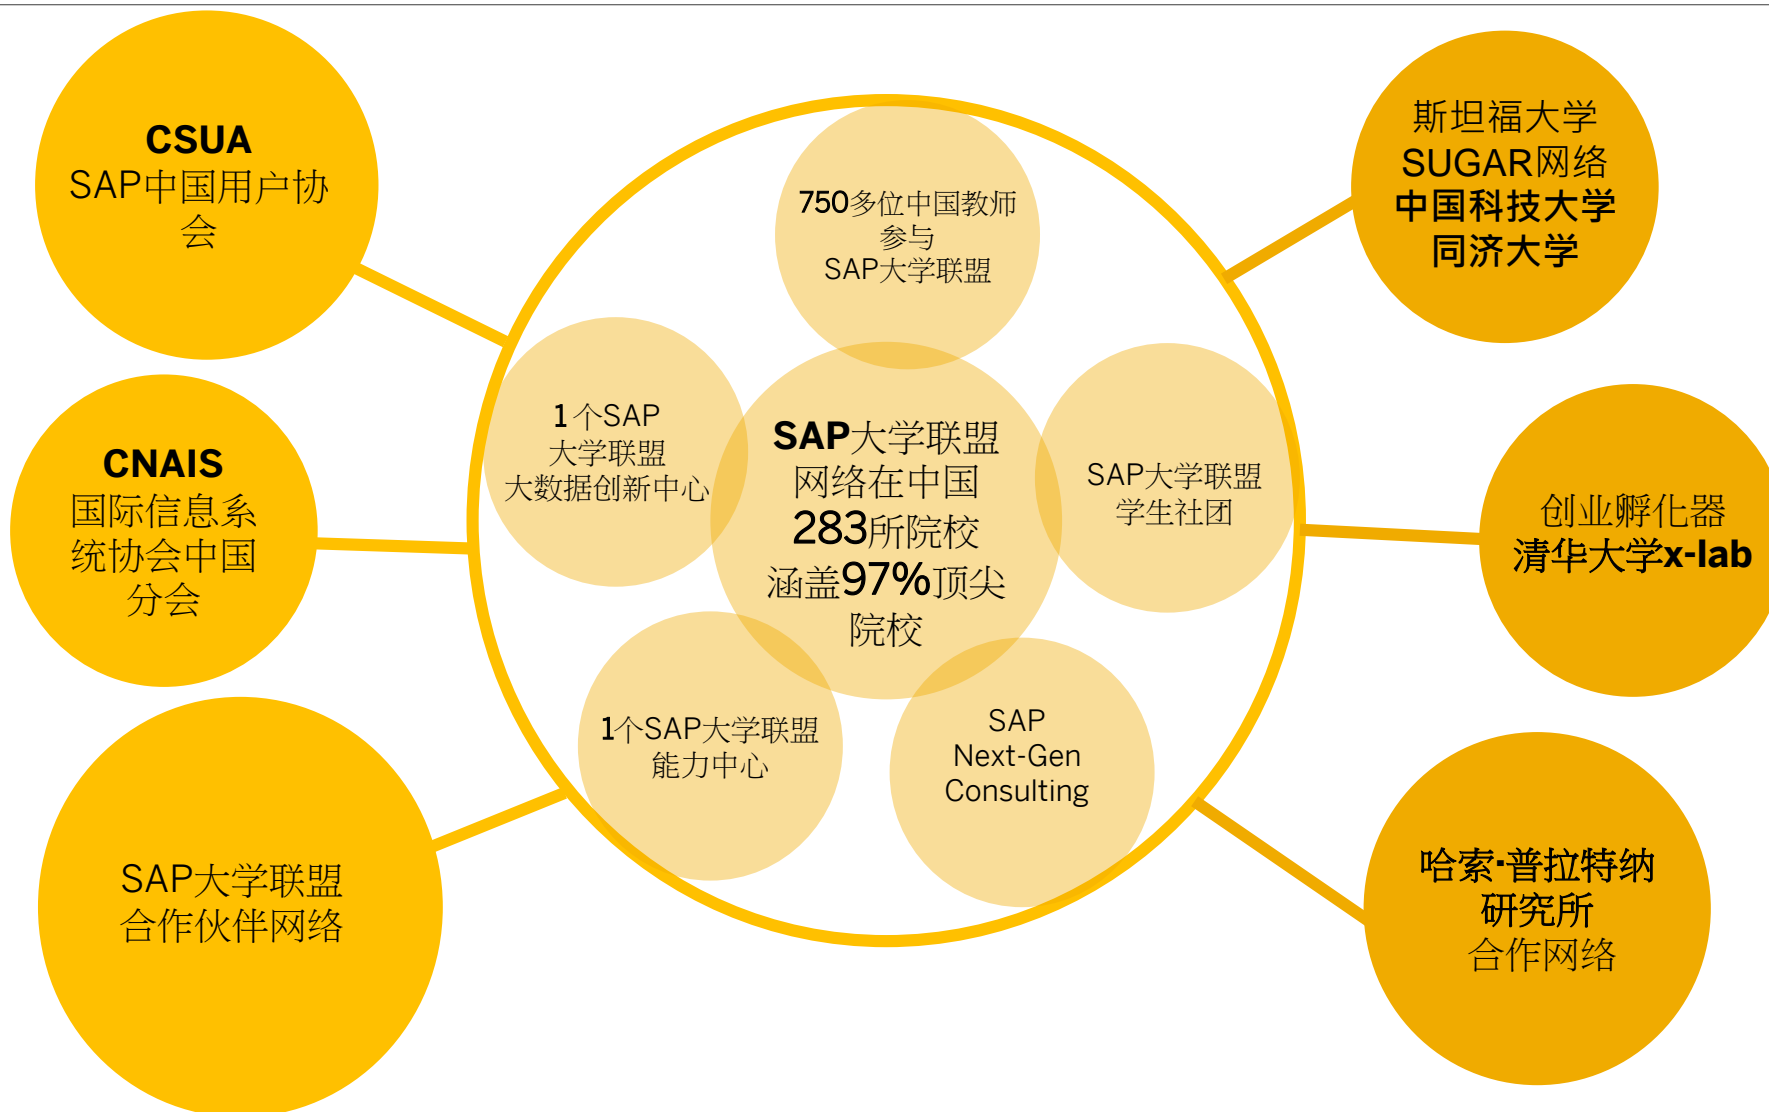 CSUA
SAP中国用户协
会
CNAIS
国际信息系
统协会中国
分会
SAP大学联盟
合作伙伴网络
750多位中国教师
参与
SAP大学联盟
1个SAP
大学联盟
大数据创新中心
SAP大学联盟
网络在中国
283所院校
涵盖97%顶尖
院校
SAP大学联盟
学生社团
1个SAP大学联盟
能力中心
SAP
Next-Gen
Consulting
斯坦福大学
SUGAR网络
中国科技大学
同济大学
创业孵化器
清华大学x-lab
哈索·普拉特纳
研究所
合作网络